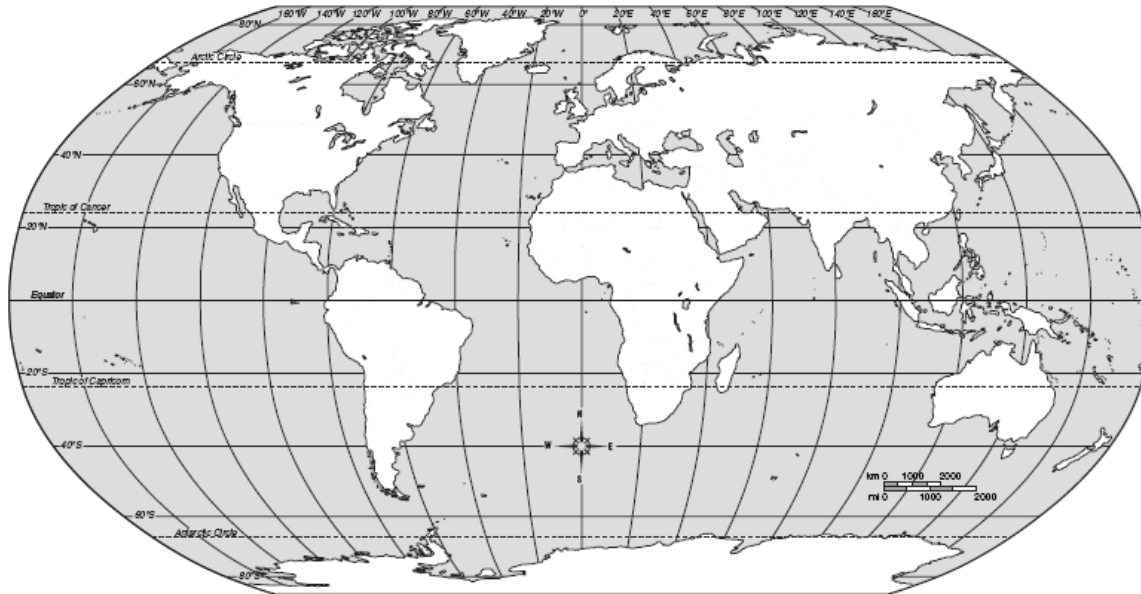 160°W 140°W 120°W 100°W 80°W 60°W 40°W 20°W 0° 20°E 40°E 60°E 80°E 100°E 120°E 140°E 160°E
80°N
Arctic Circle
60°N
40°N
Tropic of Cancer
20°N
Equator
20°S
Tropic of Capricorn
N
40°S W E
S
km 0 1000 2000
mi 0 1000 2000
60°S
Antarctic Circle
80°S